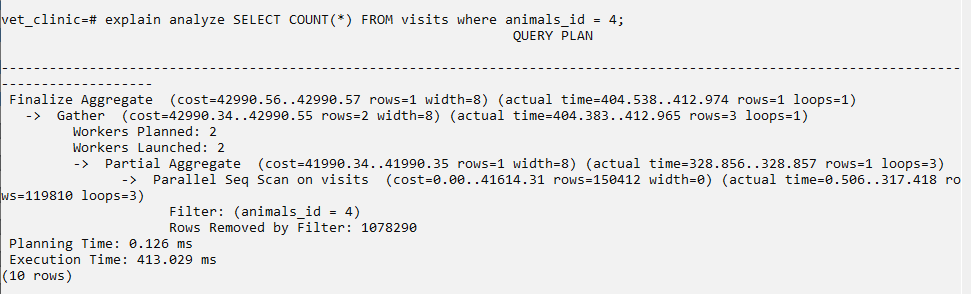 vet_clinic=# explain analyze SELECT COUNT(*) FROM visits where animals_id = 4;
QUERY PLAN
------------------------------------------------------------------------------------------------------------------------
-------------------
Finalize Aggregate  (cost=42990.56..42990.57 rows=1 width=8) (actual time=404.538..412.974 rows=1 loops=1)
->  Gather  (cost=42990.34..42990.55 rows=2 width=8) (actual time=404.383..412.965 rows=3 loops=1)
Workers Planned: 2
Workers Launched: 2
->  Partial Aggregate  (cost=41990.34..41990.35 rows=1 width=8) (actual time=328.856..328.857 rows=1 loops=3)
->  Parallel Seq Scan on visits  (cost=0.00..41614.31 rows=150412 width=0) (actual time=0.506..317.418 ro
ws=119810 loops=3)
Filter: (animals_id = 4)
Rows Removed by Filter: 1078290
Planning Time: 0.126 ms
Execution Time: 413.029 ms
(10 rows)